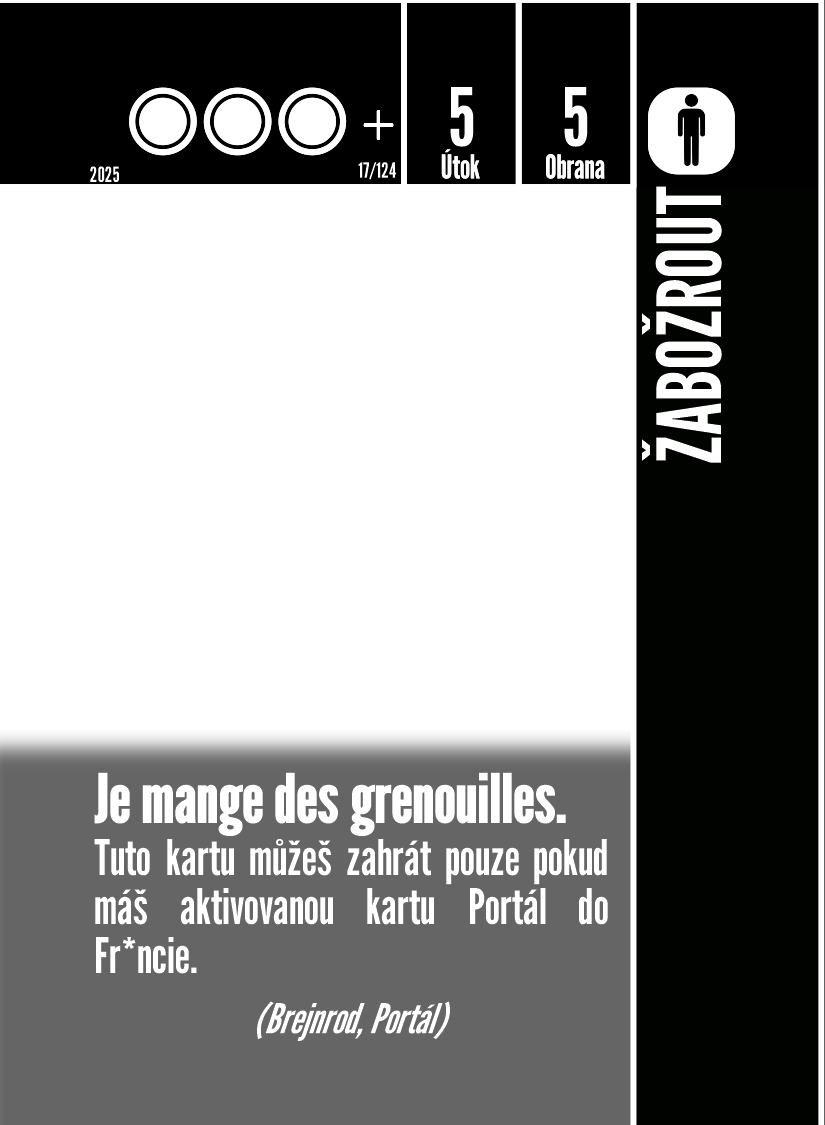 2025
+
17/124
5
Útok
5
Obrana
ŽABOŽROUT
Je mange des grenouilles.
Tuto kartu můžeš zahrát pouze pokud
máš aktivovanou kartu Portál do
Fr*ncie.
(Brejnrod, Portál)